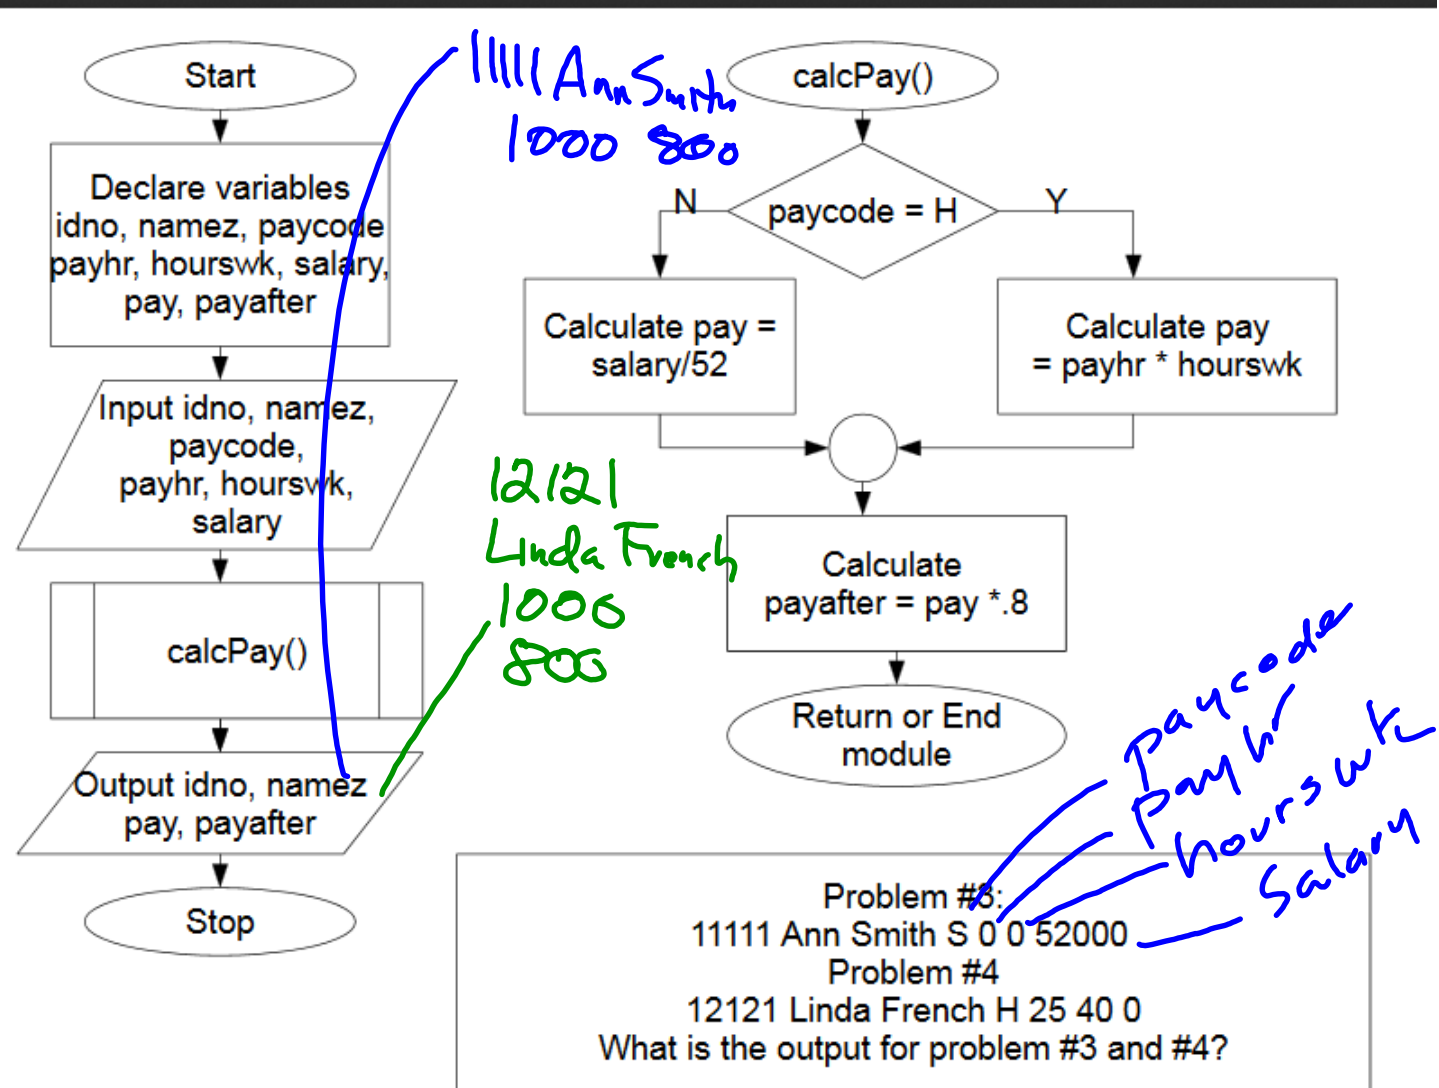 Start
Declare variables
idno, namez, paycode
payhr, hourswk, salary,
pay, payafter
Input idno, namez,
paycode,
payhr, hourswk,
salary
calcPay()
Output idno, namez
pay, payafter
Stop
11111 Ann Smith
1000 800
12121
Linda French
1000
800
calcPay()
paycode = H
N
Y
Calculate pay =
salary/52
Calculate pay
= payhr * hourswk
Calculate
payafter = pay *.8
Return or End
module
paycode
payhr
hourswk
Salary
Problem #3:
11111 Ann Smith S 0 0 52000
Problem #4
12121 Linda French H 25 40 0
What is the output for problem #3 and #4?